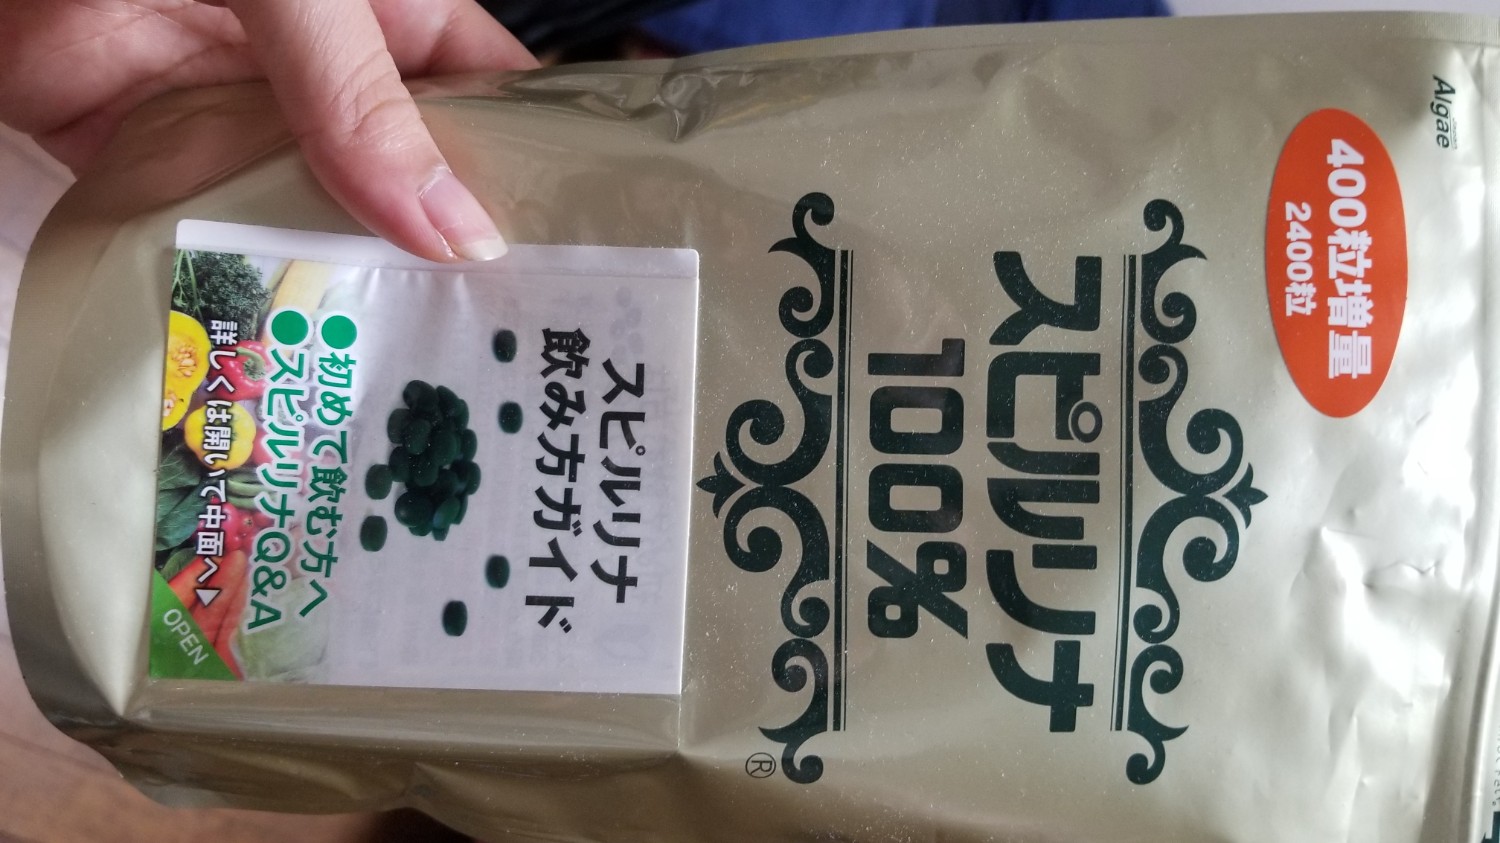 Algae
400粒増量
2400粒
スピルリナ
100%
®
スピルリナ
飲み方ガイド
●初めて飲む方へ
●スピルリナQ&A
詳しくは開いて中面へ▶
OPEN